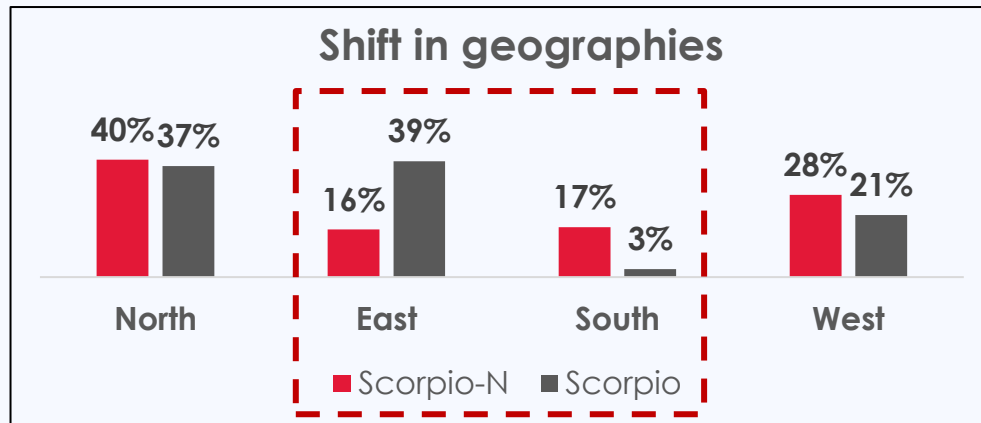 Shift in geographies
40% 37% 16% 39% 17% 3% 28% 21%
North East South West
Scorpio-N Scorpio